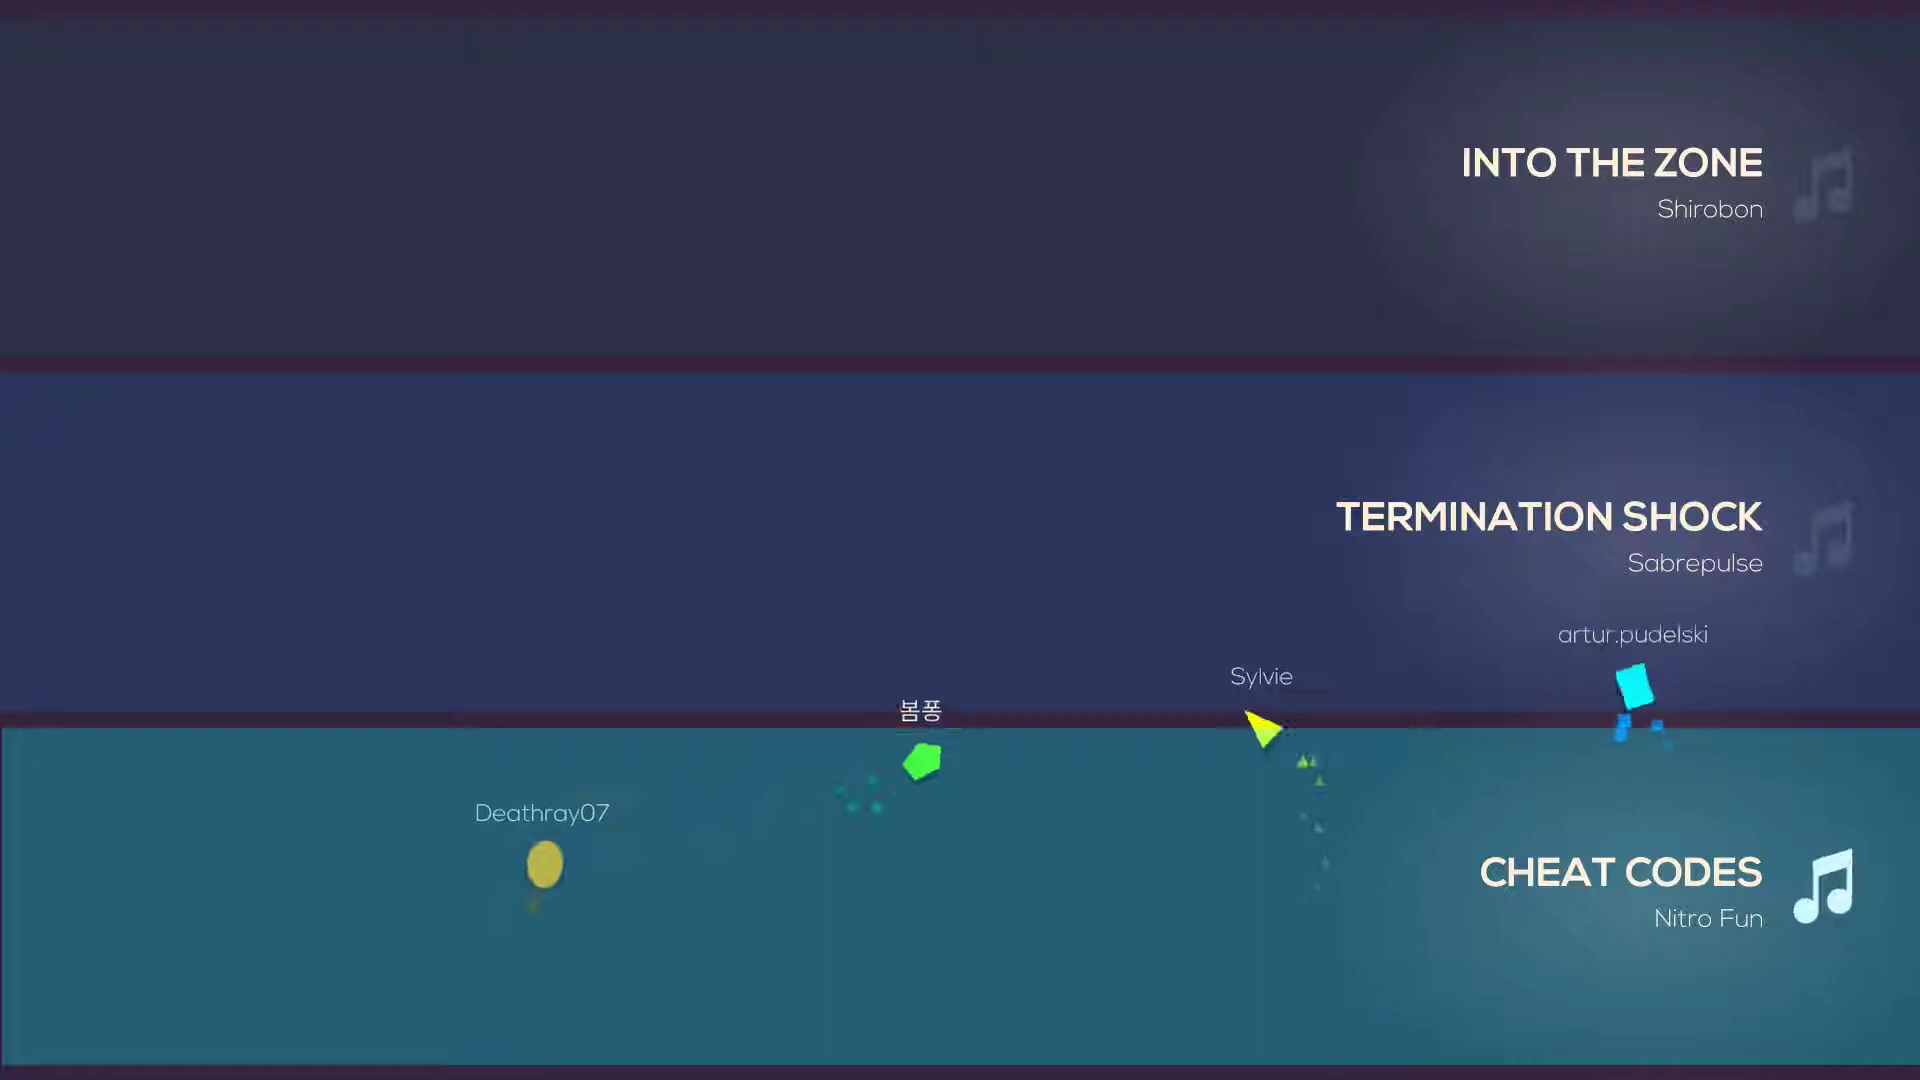 INTO THE ZONE
Shirobon
TERMINATION SHOCK
Sabrepulse
artur.pudelski
Sylvie
봄퐁
Deathray07
CHEAT CODES
Nitro Fun